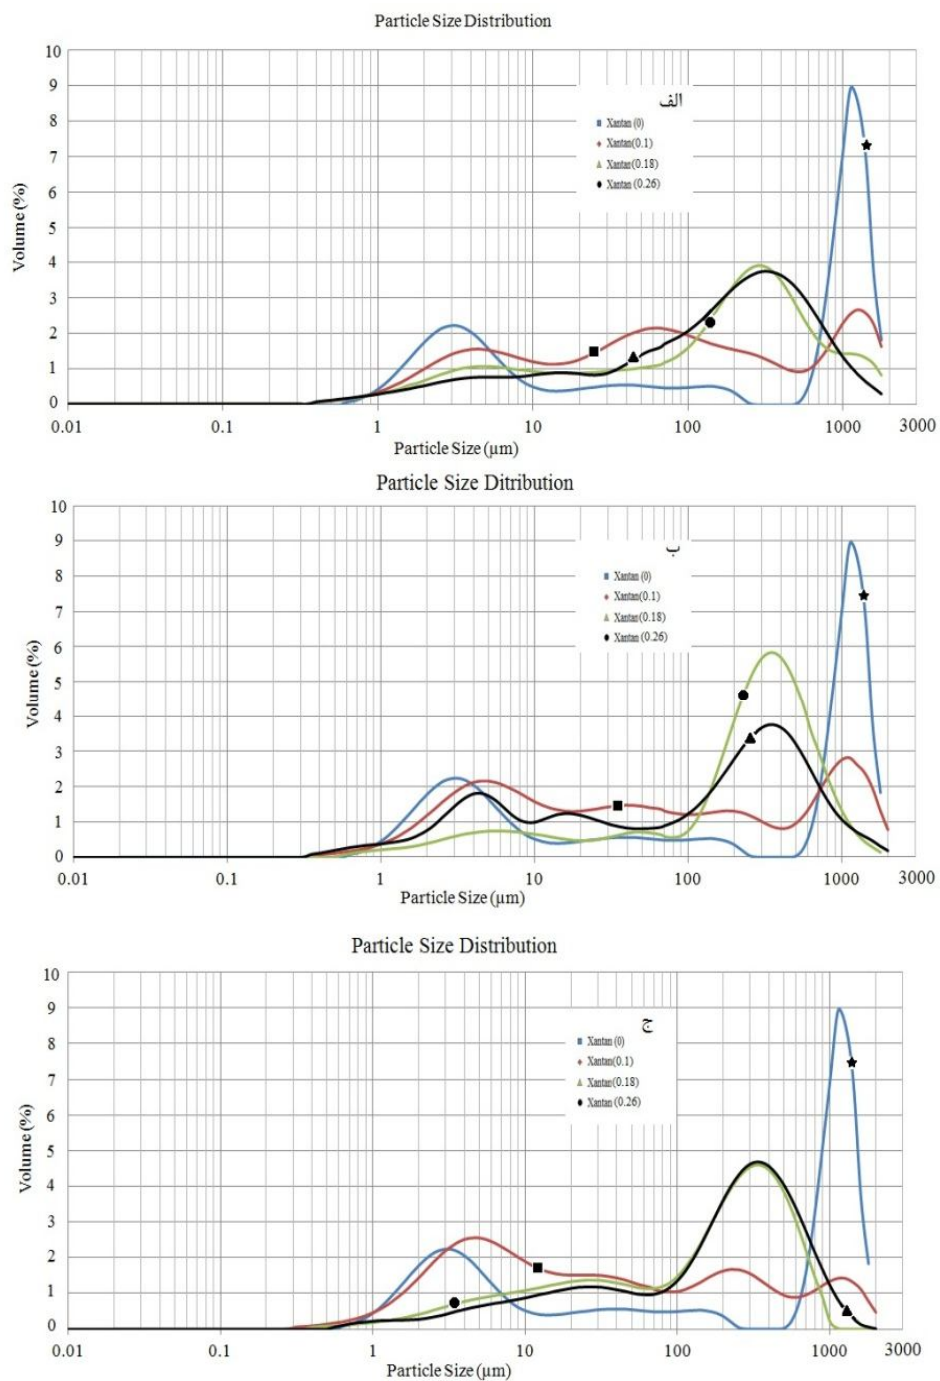 Particle Size Distribution
10
9
8
7
6
5
4
3
2
1
0
Volume (%)
الف
Xantan (0)
Xantan(0.1)
Xantan(0.18)
Xantan(0.26)
0.01 0.1 1 10 100 1000 3000
Particle Size (µm)
Particle Size Ditribution
10
9
8
7
6
5
4
3
2
1
0
Volume (%)
ب
Xantan (0)
Xantan(0.1)
Xantan(0.18)
Xantan (0.26)
0.01 0.1 1 10 100 1000 3000
Particle Size (µm)
Particle Size Distribution
10
9
8
7
6
5
4
3
2
1
0
Volume (%)
ج
Xantan (0)
Xantan(0.1)
Xantan(0.18)
Xantan (0.26)
0.01 0.1 1 10 100 1000 3000
Particle Size (µm)